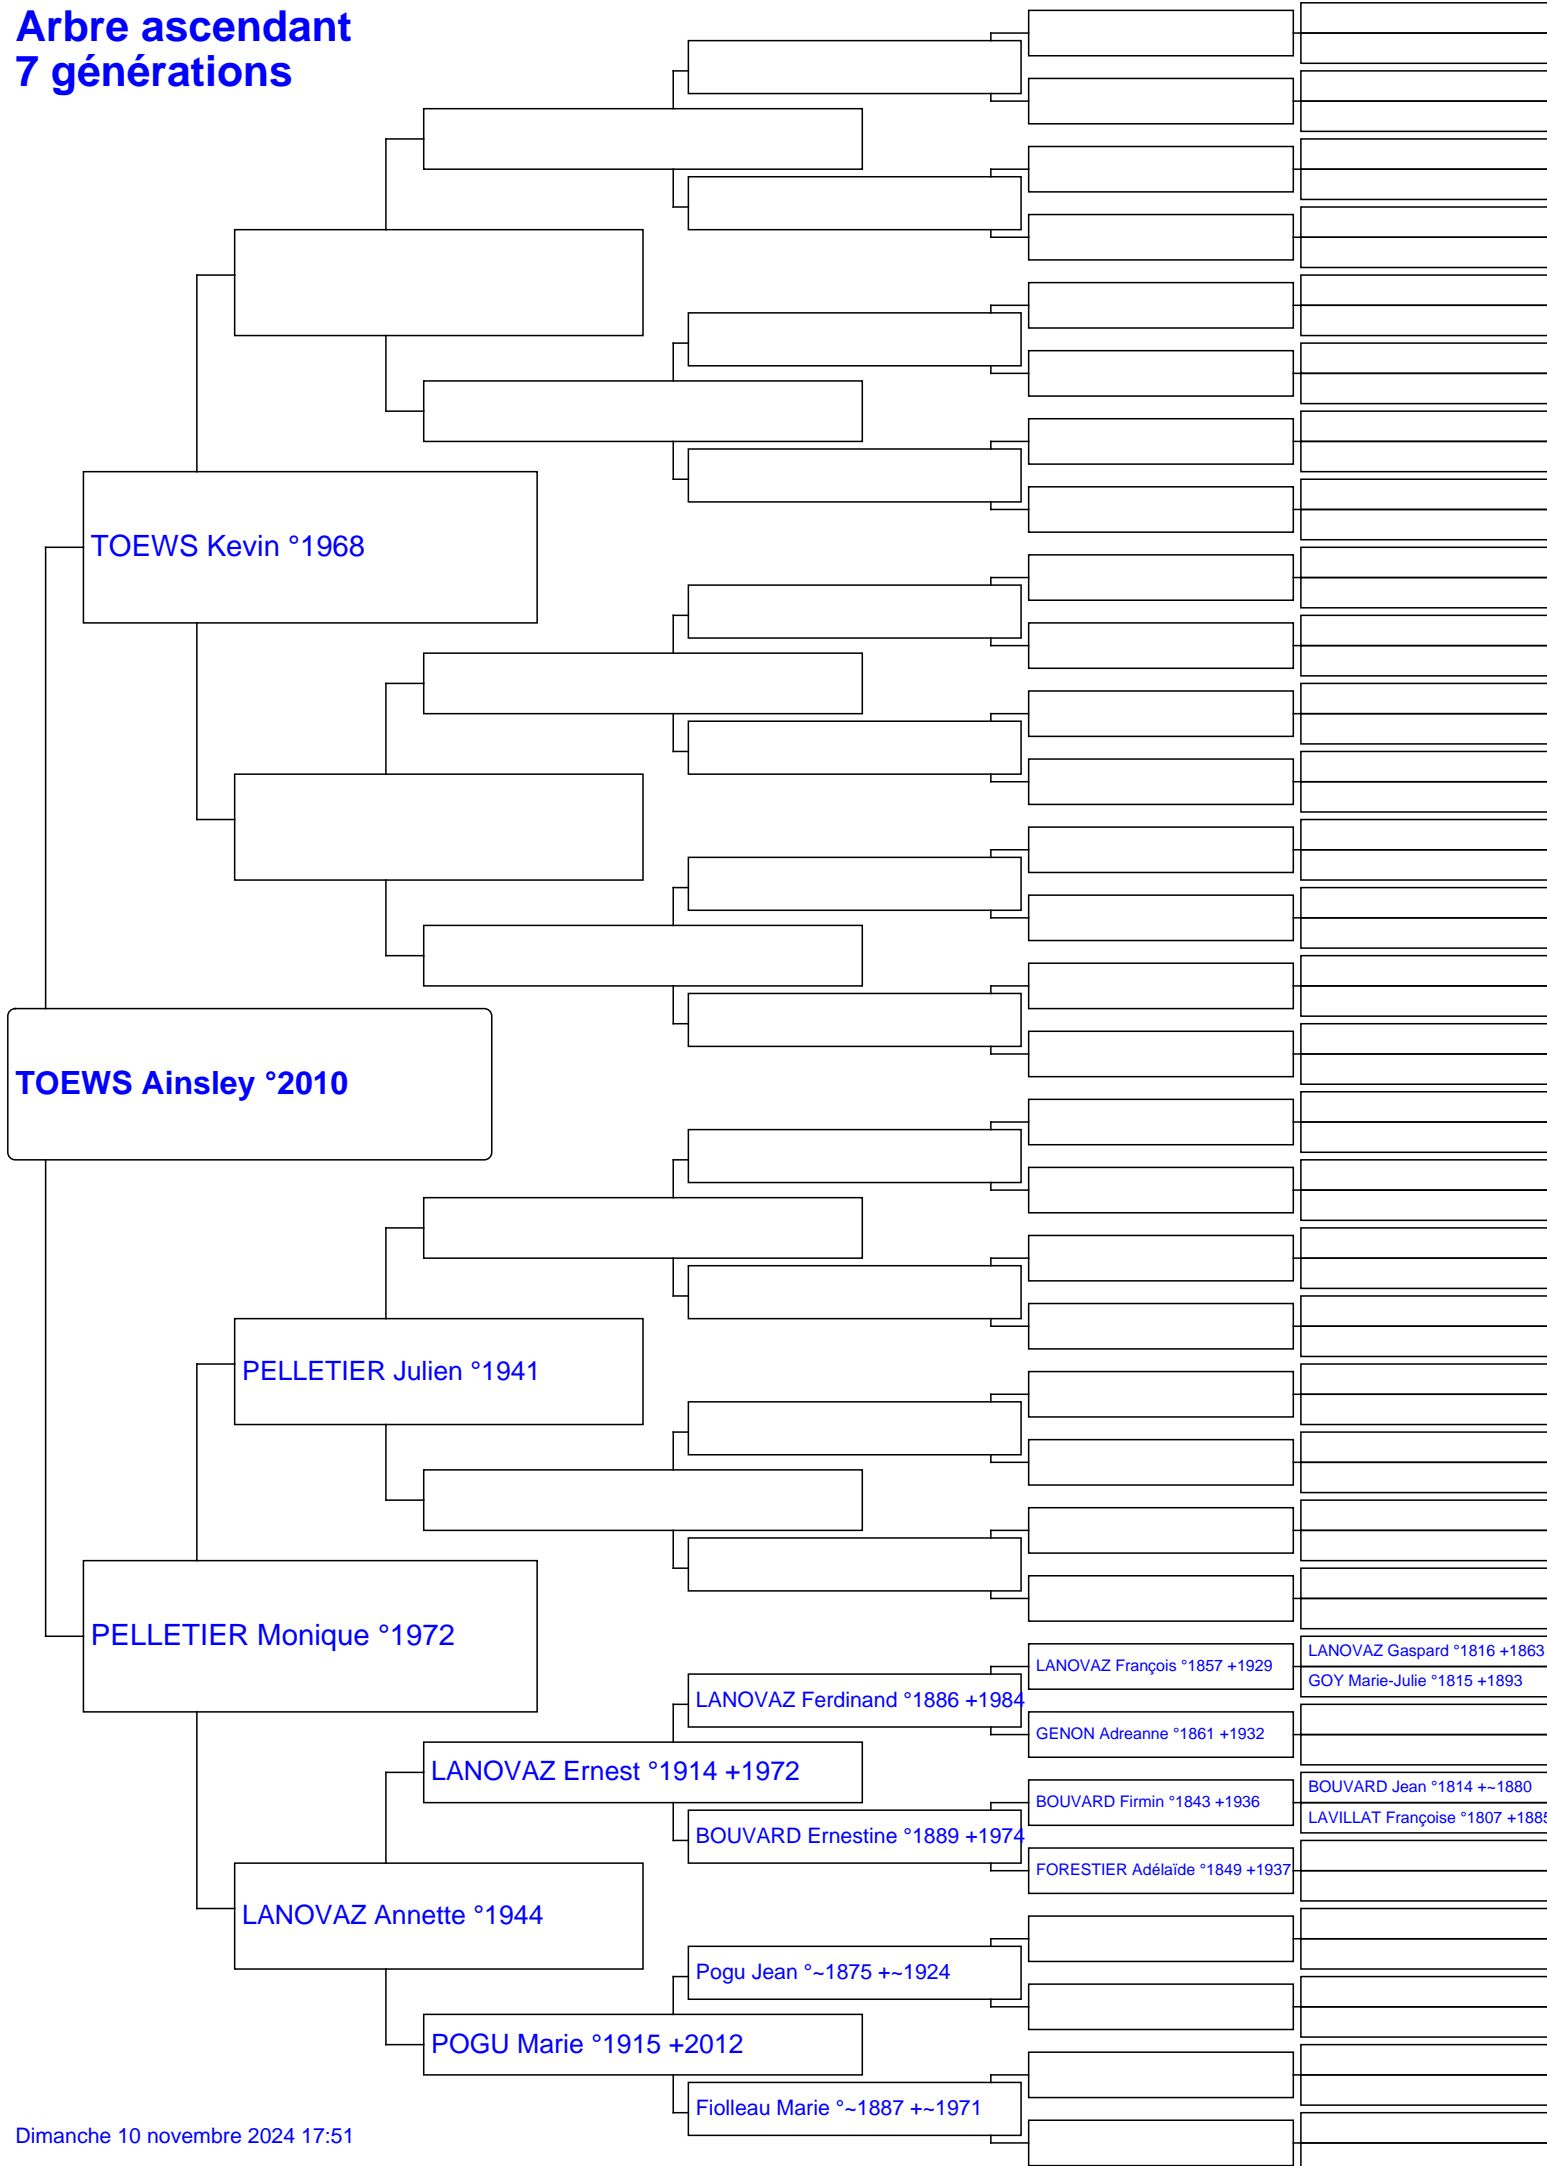 Arbre ascendant
7 générations
TOEWS Kevin °1968
TOEWS Ainsley °2010
PELLETIER Julien °1941
PELLETIER Monique °1972
LANOVAZ Gaspard °1816 +1863
LANOVAZ François °1857 +1929
GOY Marie-Julie °1815 +1893
LANOVAZ Ferdinand °1886 +1984
GENON Adreanne °1861 +1932
LANOVAZ Ernest °1914 +1972
BOUVARD Jean °1814 +~1880
BOUVARD Firmin °1843 +1936
LAVILLAT Françoise °1807 +1885
BOUVARD Ernestine °1889 +1974
FORESTIER Adélaïde °1849 +1937
LANOVAZ Annette °1944
Pogu Jean °~1875 +~1924
POGU Marie °1915 +2012
Fiolleau Marie °~1887 +~1971
Dimanche 10 novembre 2024 17:51